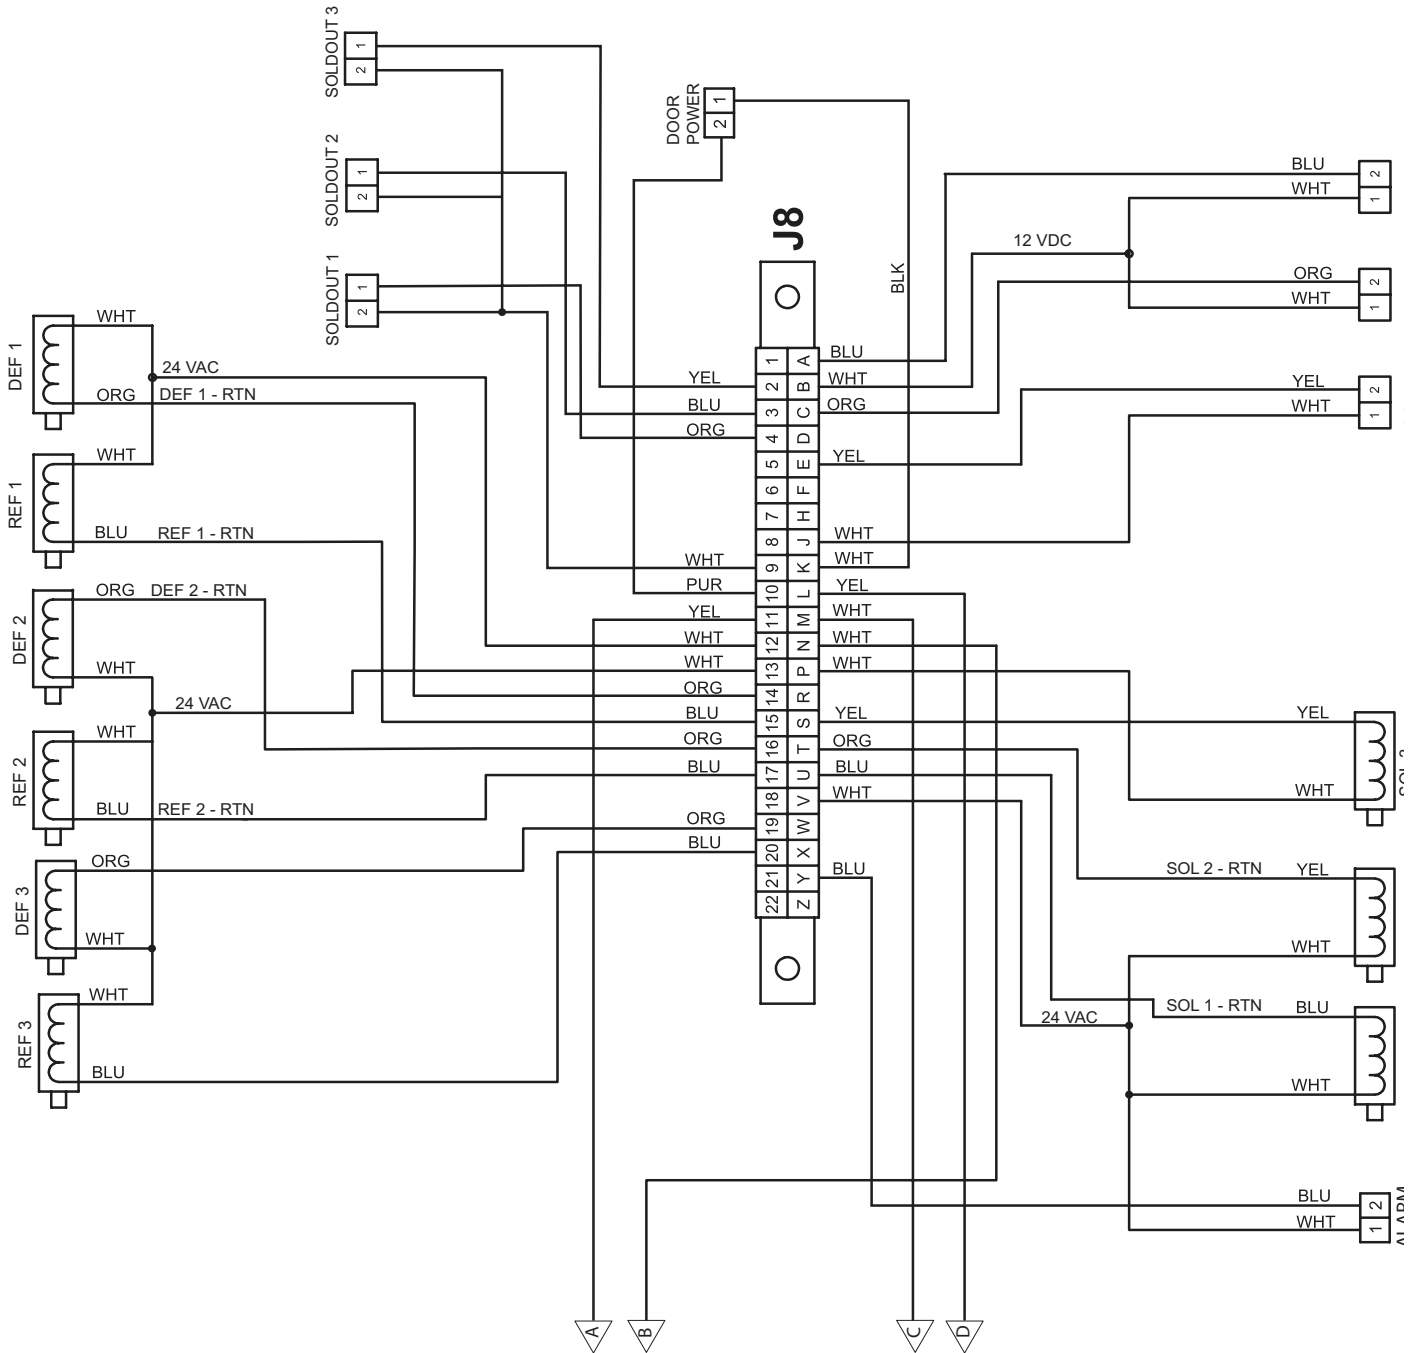 SOLDOUT 3
1
2
SOLDOUT 2
1
2
SOLDOUT 1
1
2
DOOR
POWER
1
2
J8
BLK
12 VDC
BLU
WHT
2
1
ORG
WHT
2
1
YEL
WHT
2
1
DEF 1
WHT
24 VAC
ORG DEF 1 - RTN
REF 1
WHT
BLU REF 1 - RTN
DEF 2
ORG DEF 2 - RTN
WHT
24 VAC
REF 2
WHT
BLU REF 2 - RTN
DEF 3
ORG
WHT
REF 3
WHT
BLU
1 A BLU
YEL 2 B WHT
BLU 3 C ORG
ORG 4 D
5 E YEL
6 F
7 H
8 J WHT
WHT 9 K WHT
PUR 10 L YEL
YEL 11 M WHT
WHT 12 N WHT
WHT 13 P WHT
ORG 14 R
BLU 15 S YEL
ORG 16 T ORG
BLU 17 U BLU
18 V WHT
ORG 19 W
BLU 20 X
21 Y BLU
22 Z
YEL
WHT
SOL 2 - RTN YEL
WHT
SOL 1 - RTN BLU
24 VAC
WHT
BLU
WHT
2
1
ALARM
A
B
C
D